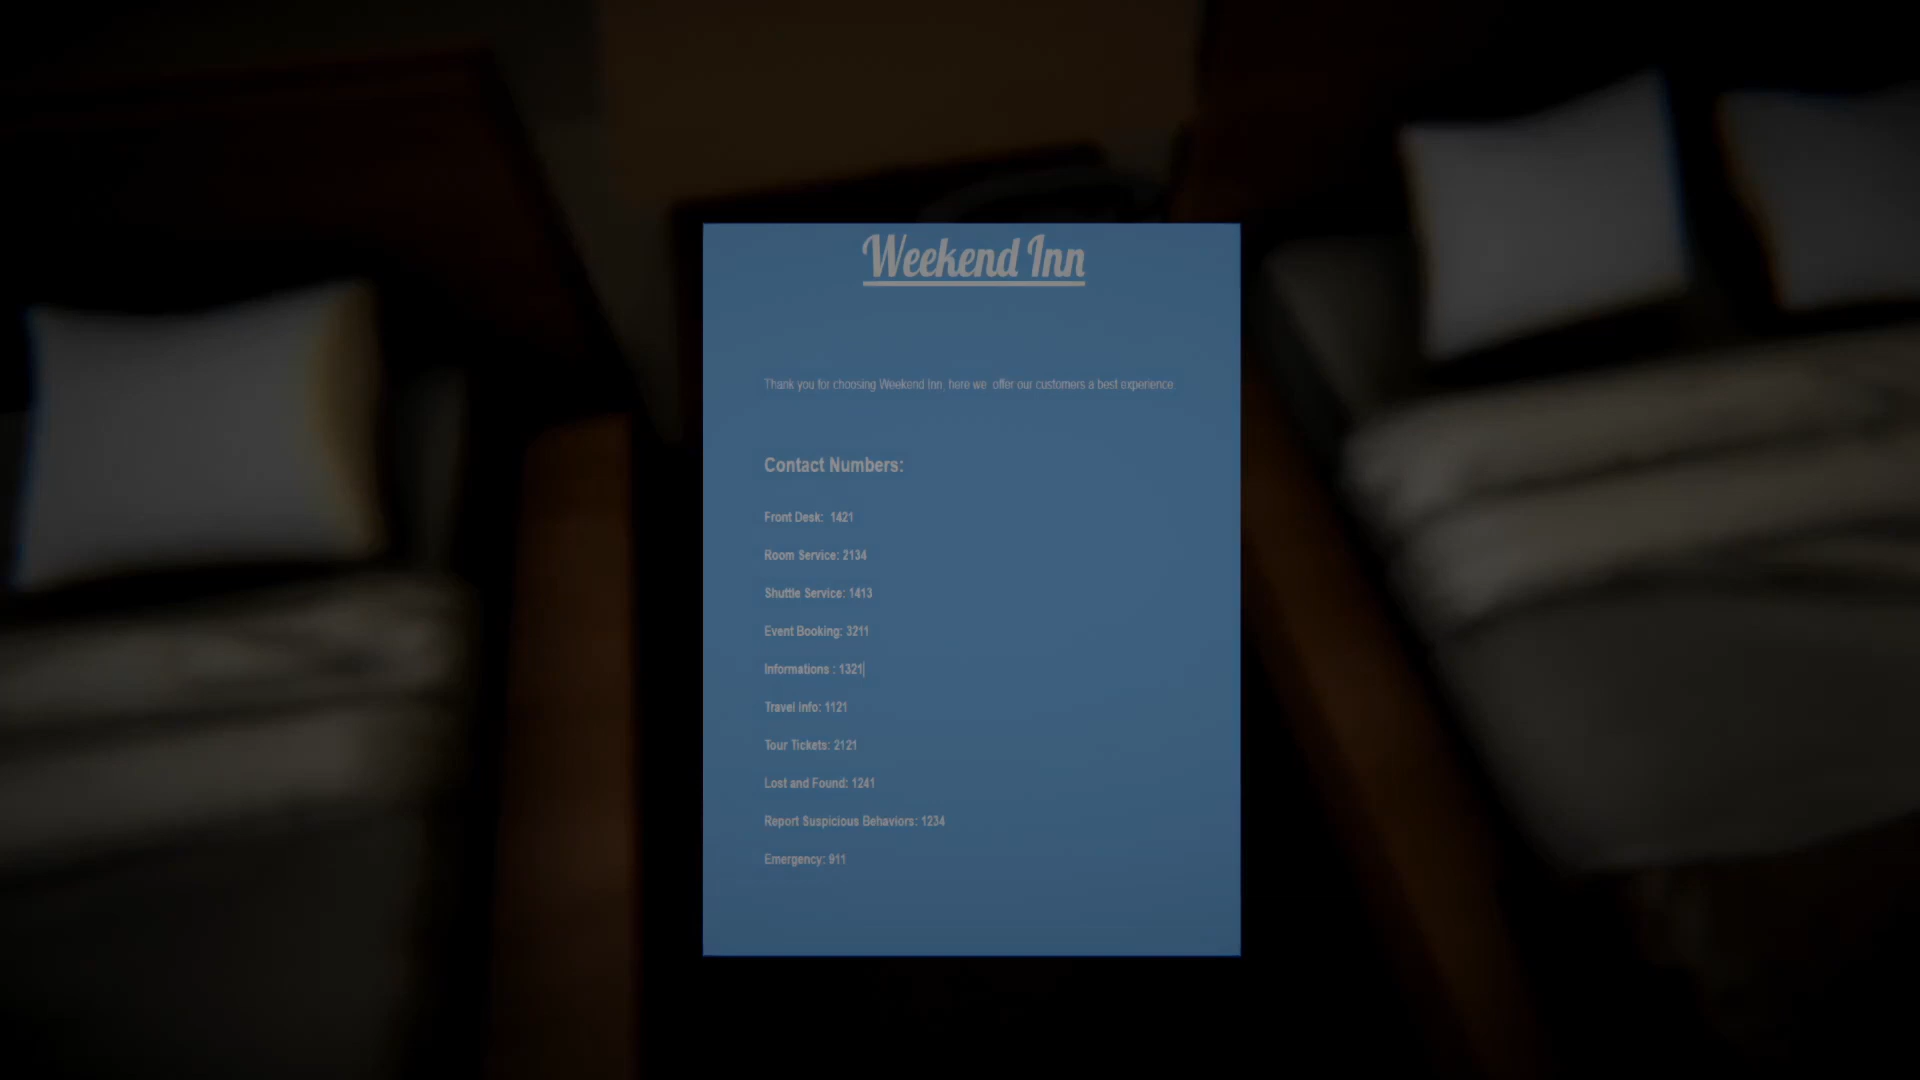 Weekend Inn
Thank you for choosing Weekend Inn, here we offer our customers a best experience
Contact Numbers:
Front Desk: 1421
Room Service: 2134
Shuttle Service: 1413
Event Booking: 3211
Informations : 1321
Travel info: 1121
Tour Tickets: 2121
Lost and Found: 1241
Report Suspicious Behaviors: 1234
Emergency: 911